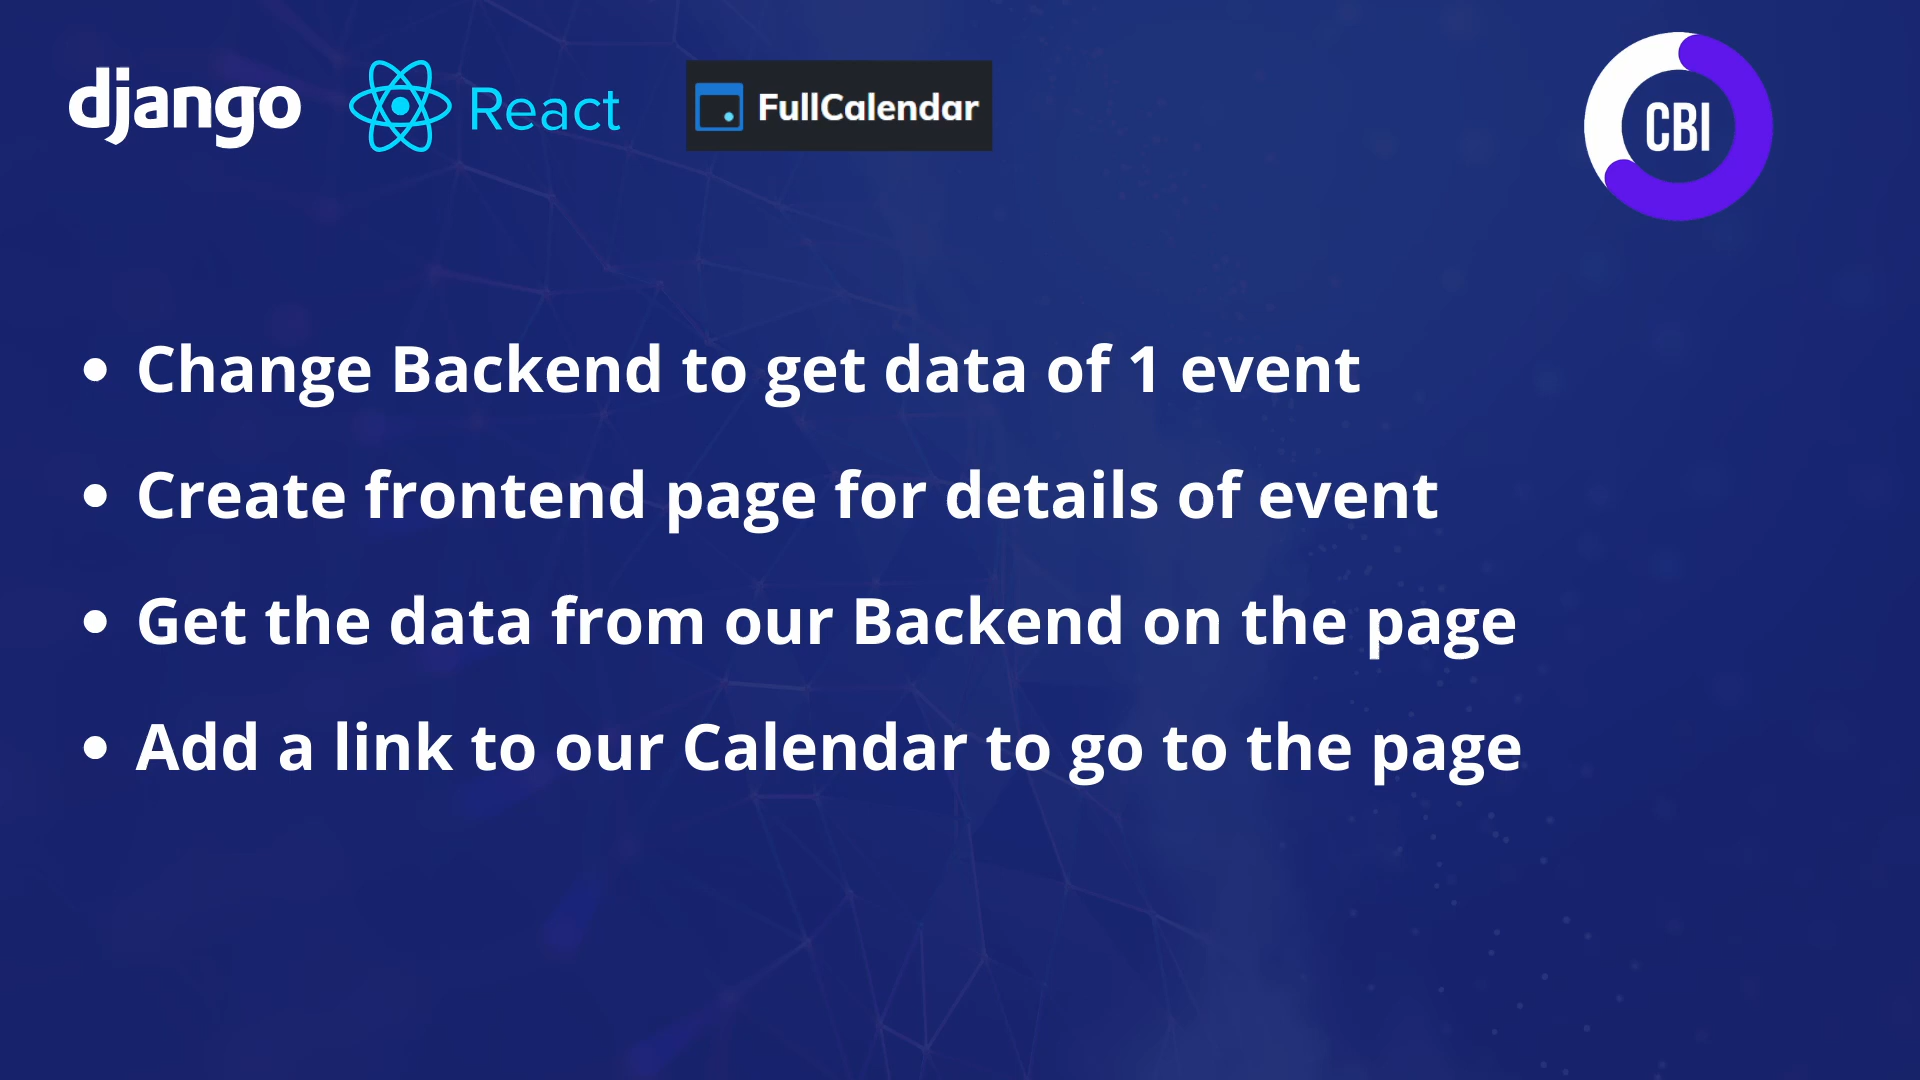 django React FullCalendar CBI
• Change Backend to get data of 1 event
• Create frontend page for details of event
• Get the data from our Backend on the page
• Add a link to our Calendar to go to the page